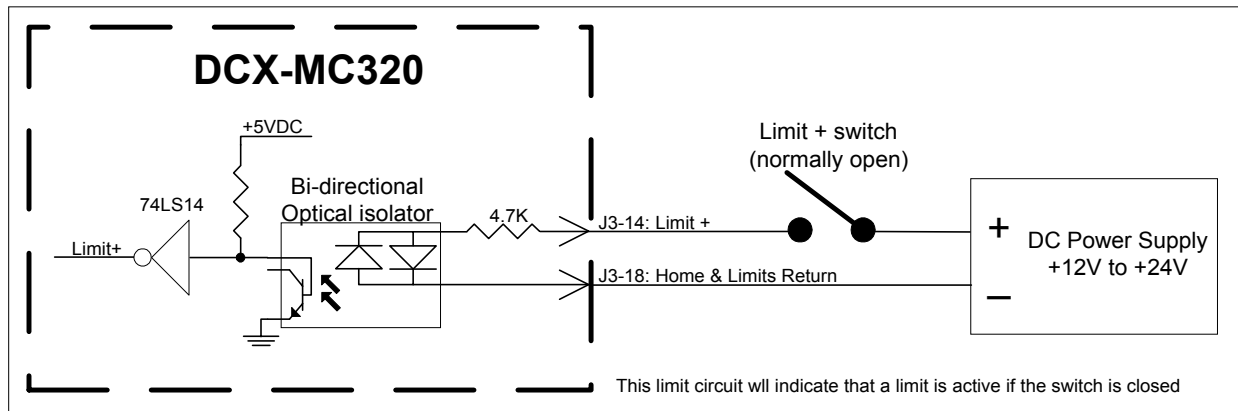 DCX-MC320
+5VDC
74LS14
Bi-directional
Optical isolator
4.7K
Limit+
J3-14: Limit +
J3-18: Home & Limits Return
Limit + switch
(normally open)
+
DC Power Supply
+12V to +24V
–
This limit circuit wll indicate that a limit is active if the switch is closed